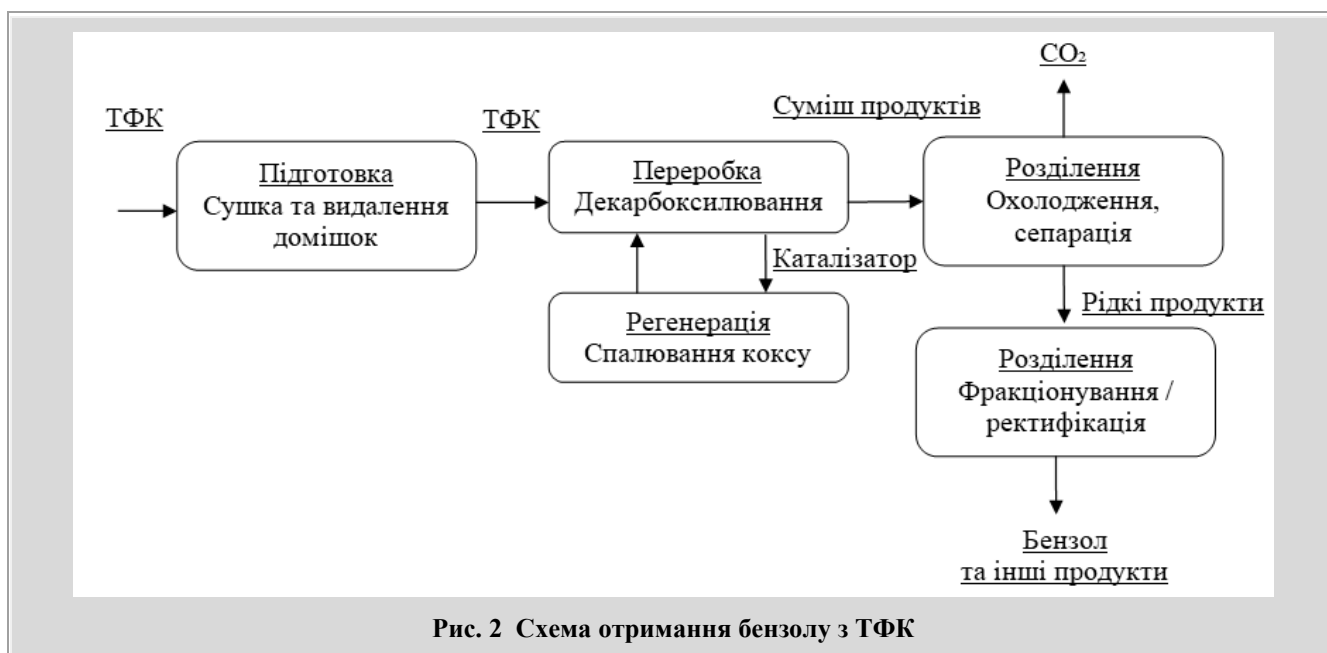 CO₂
ТФК
ТФК
Суміш продуктів
Підготовка
Сушка та видалення
домішок
Переробка
Декарбоксилювання
Розділення
Охолодження,
сепарація
Каталізатор
Регенерація
Спалювання коксу
Рідкі продукти
Розділення
Фракціонування /
ректифікація
Бензол
та інші продукти
Рис. 2 Схема отримання бензолу з ТФК